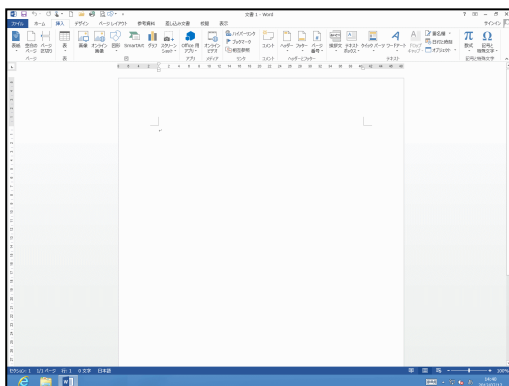 文書 1 - Word
ファイル ホーム 挿入 デザイン ページ レイアウト 参考資料 差し込み文書 校閲 表示 サインイン
表紙 空白のページ ページ区切り 表 画像 オンライン画像 図形 SmartArt グラフ スクリーンショット Office 用アプリ オンラインビデオ ハイパーリンク ブックマーク 相互参照 コメント ヘッダー フッター ページ番号 挨拶文 テキストボックス クイック パーツ ワードアート ドロップキャップ 署名欄 日付と時刻 オブジェクト 数式 記号と特殊文字
ページ 表 図 アプリ メディア リンク コメント ヘッダーとフッター テキスト 記号と特殊文字
セクション: 1 1/1 ページ 行: 1 0 文字 日本語 100%
14:40